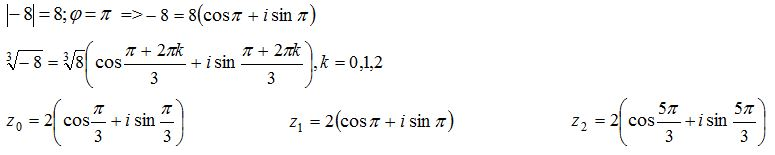 |−8| = 8; φ = π => −8 = 8(cos π + i sin π)
∛−8 = ∛8(cos (π + 2πk)/3 + i sin (π + 2πk)/3), k = 0,1,2
z₀ = 2(cos π/3 + i sin π/3) z₁ = 2(cos π + i sin π) z₂ = 2(cos 5π/3 + i sin 5π/3)